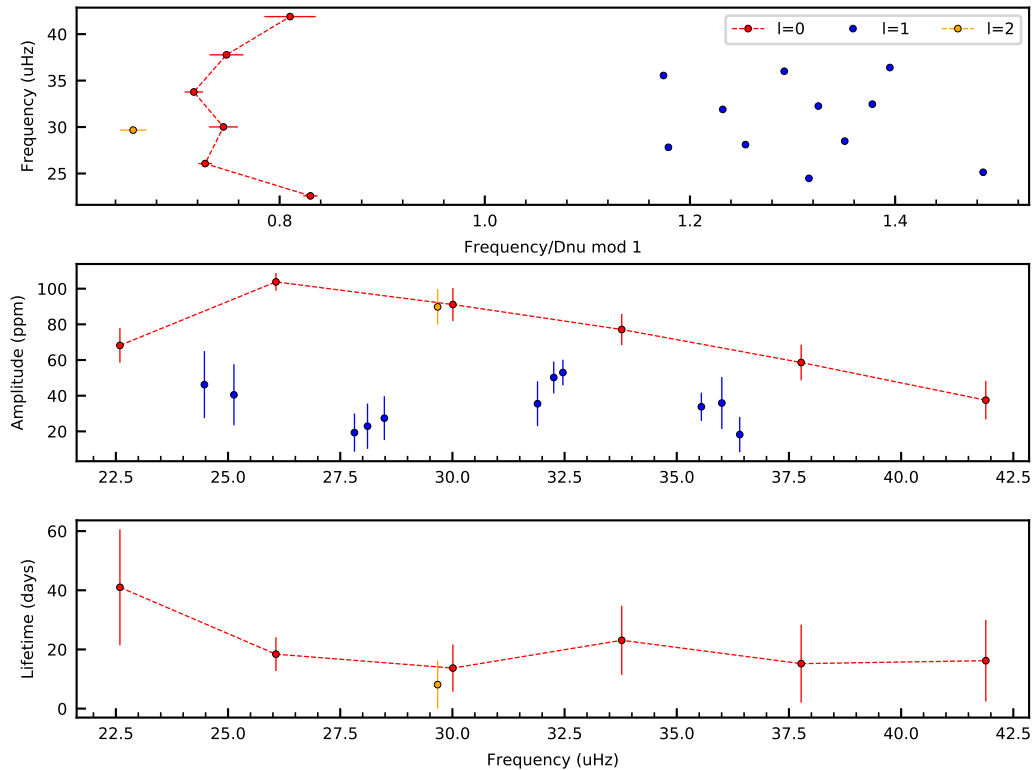 l=0 l=1 l=2
Frequency (uHz)
40
35
30
25
0.8 1.0 1.2 1.4
Frequency/Dnu mod 1
Amplitude (ppm)
100
80
60
40
20
22.5 25.0 27.5 30.0 32.5 35.0 37.5 40.0 42.5
Lifetime (days)
60
40
20
0
22.5 25.0 27.5 30.0 32.5 35.0 37.5 40.0 42.5
Frequency (uHz)